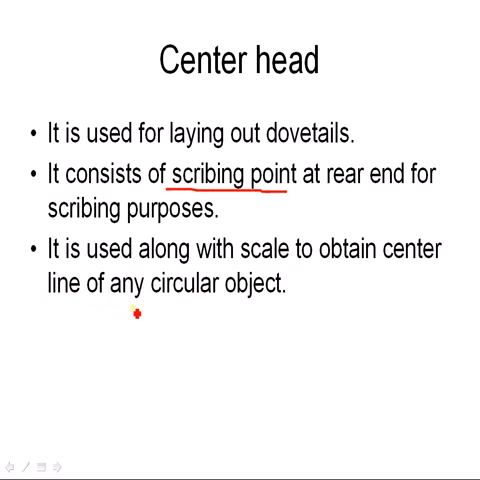 Center head
• It is used for laying out dovetails.
• It consists of scribing point at rear end for
scribing purposes.
• It is used along with scale to obtain center
line of any circular object.